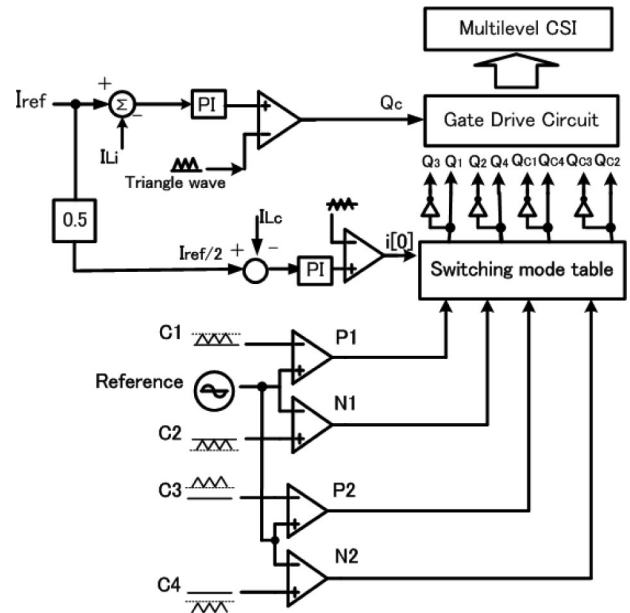 Multilevel CSI
Iref
+
Σ
−
PI
+
−
Qc
Gate Drive Circuit
ILi
Triangle wave
Q3 Q1 Q2 Q4 QC1 QC4 QC3 QC2
0.5
ILc
Iref/2
+
−
PI
−
+
i[0]
Switching mode table
C1
−
+
P1
Reference
C2
−
+
N1
C3
−
+
P2
C4
−
+
N2